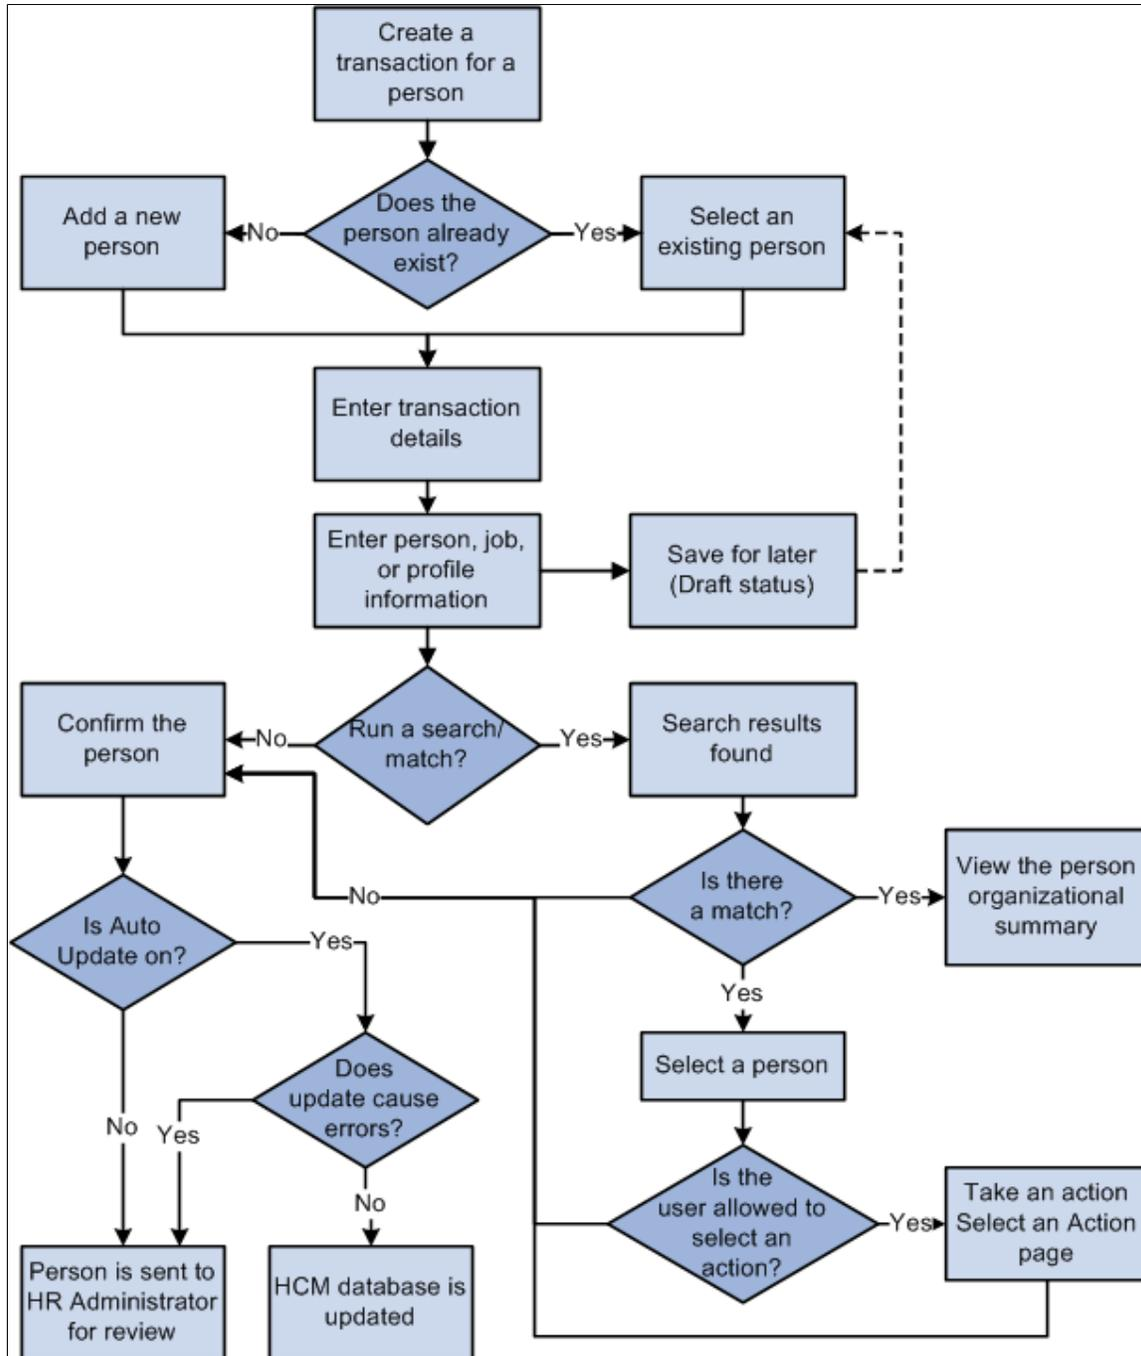 Create a
transaction for a
person
Does the
person already
exist?
No
Add a new
person
Yes
Select an
existing person
Enter transaction
details
Enter person, job,
or profile
information
Save for later
(Draft status)
Run a search/
match?
No
Confirm the
person
Yes
Search results
found
Is there
a match?
No
Yes
View the person
organizational
summary
Yes
Select a person
Is the
user allowed to
select an
action?
Yes
Take an action
Select an Action
page
Is Auto
Update on?
Yes
No
Does
update cause
errors?
Yes
No
Person is sent to
HR Administrator
for review
HCM database is
updated